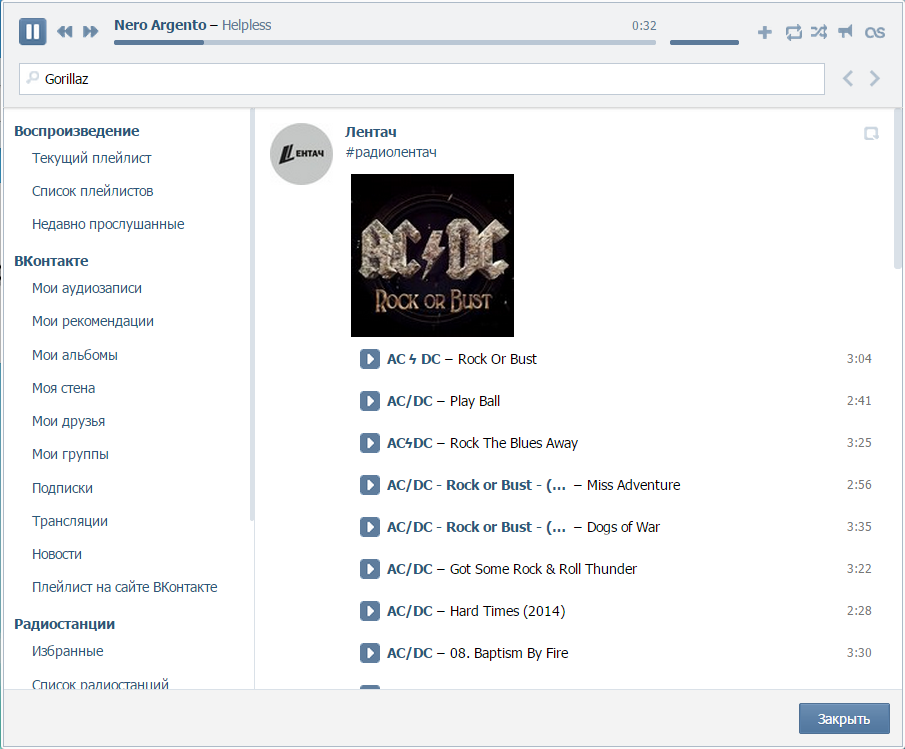 Nero Argento – Helpless
0:32
Gorillaz
Воспроизведение
Текущий плейлист
Список плейлистов
Недавно прослушанные
ВКонтакте
Мои аудиозаписи
Мои рекомендации
Мои альбомы
Моя стена
Мои друзья
Мои группы
Подписки
Трансляции
Новости
Плейлист на сайте ВКонтакте
Радиостанции
Избранные
Список радиостанций
ЛЕНТАЧ
Лентач
#радиолентач
AC⚡DC
ROCK OR BUST
AC ϟ DC – Rock Or Bust 3:04
AC/DC – Play Ball 2:41
ACϟDC – Rock The Blues Away 3:25
AC/DC - Rock or Bust - (... – Miss Adventure 2:56
AC/DC - Rock or Bust - (... – Dogs of War 3:35
AC/DC – Got Some Rock & Roll Thunder 3:22
AC/DC – Hard Times (2014) 2:28
AC/DC – 08. Baptism By Fire 3:30
Закрыть